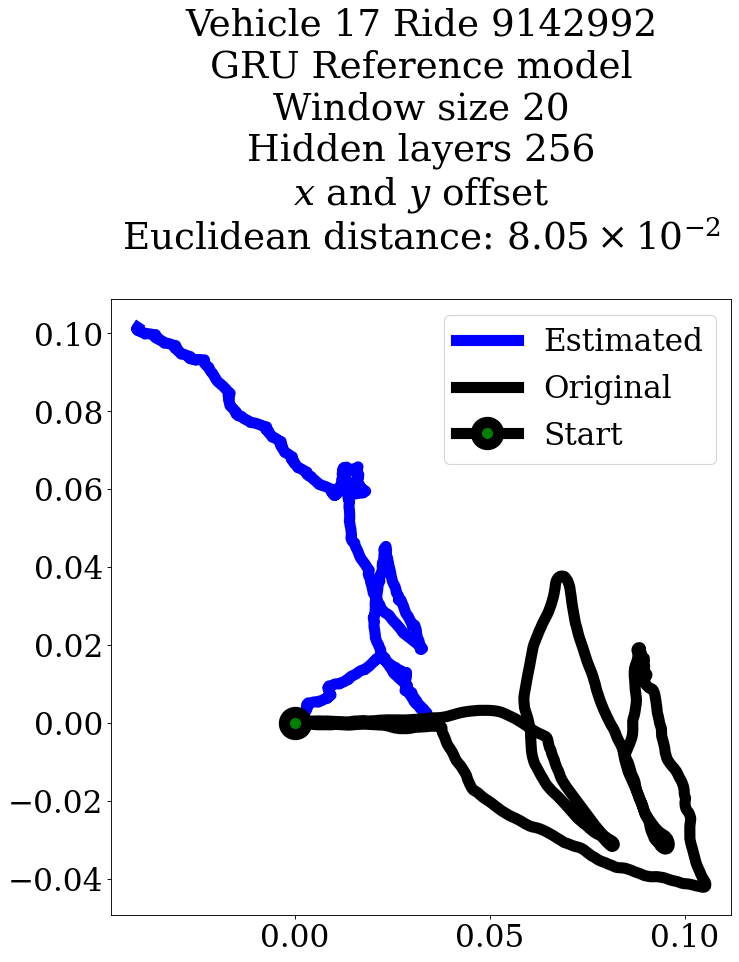 Vehicle 17 Ride 9142992
GRU Reference model
Window size 20
Hidden layers 256
x and y offset
Euclidean distance: 8.05 × 10⁻²
Estimated
Original
Start
0.10
0.08
0.06
0.04
0.02
0.00
−0.02
−0.04
0.00 0.05 0.10